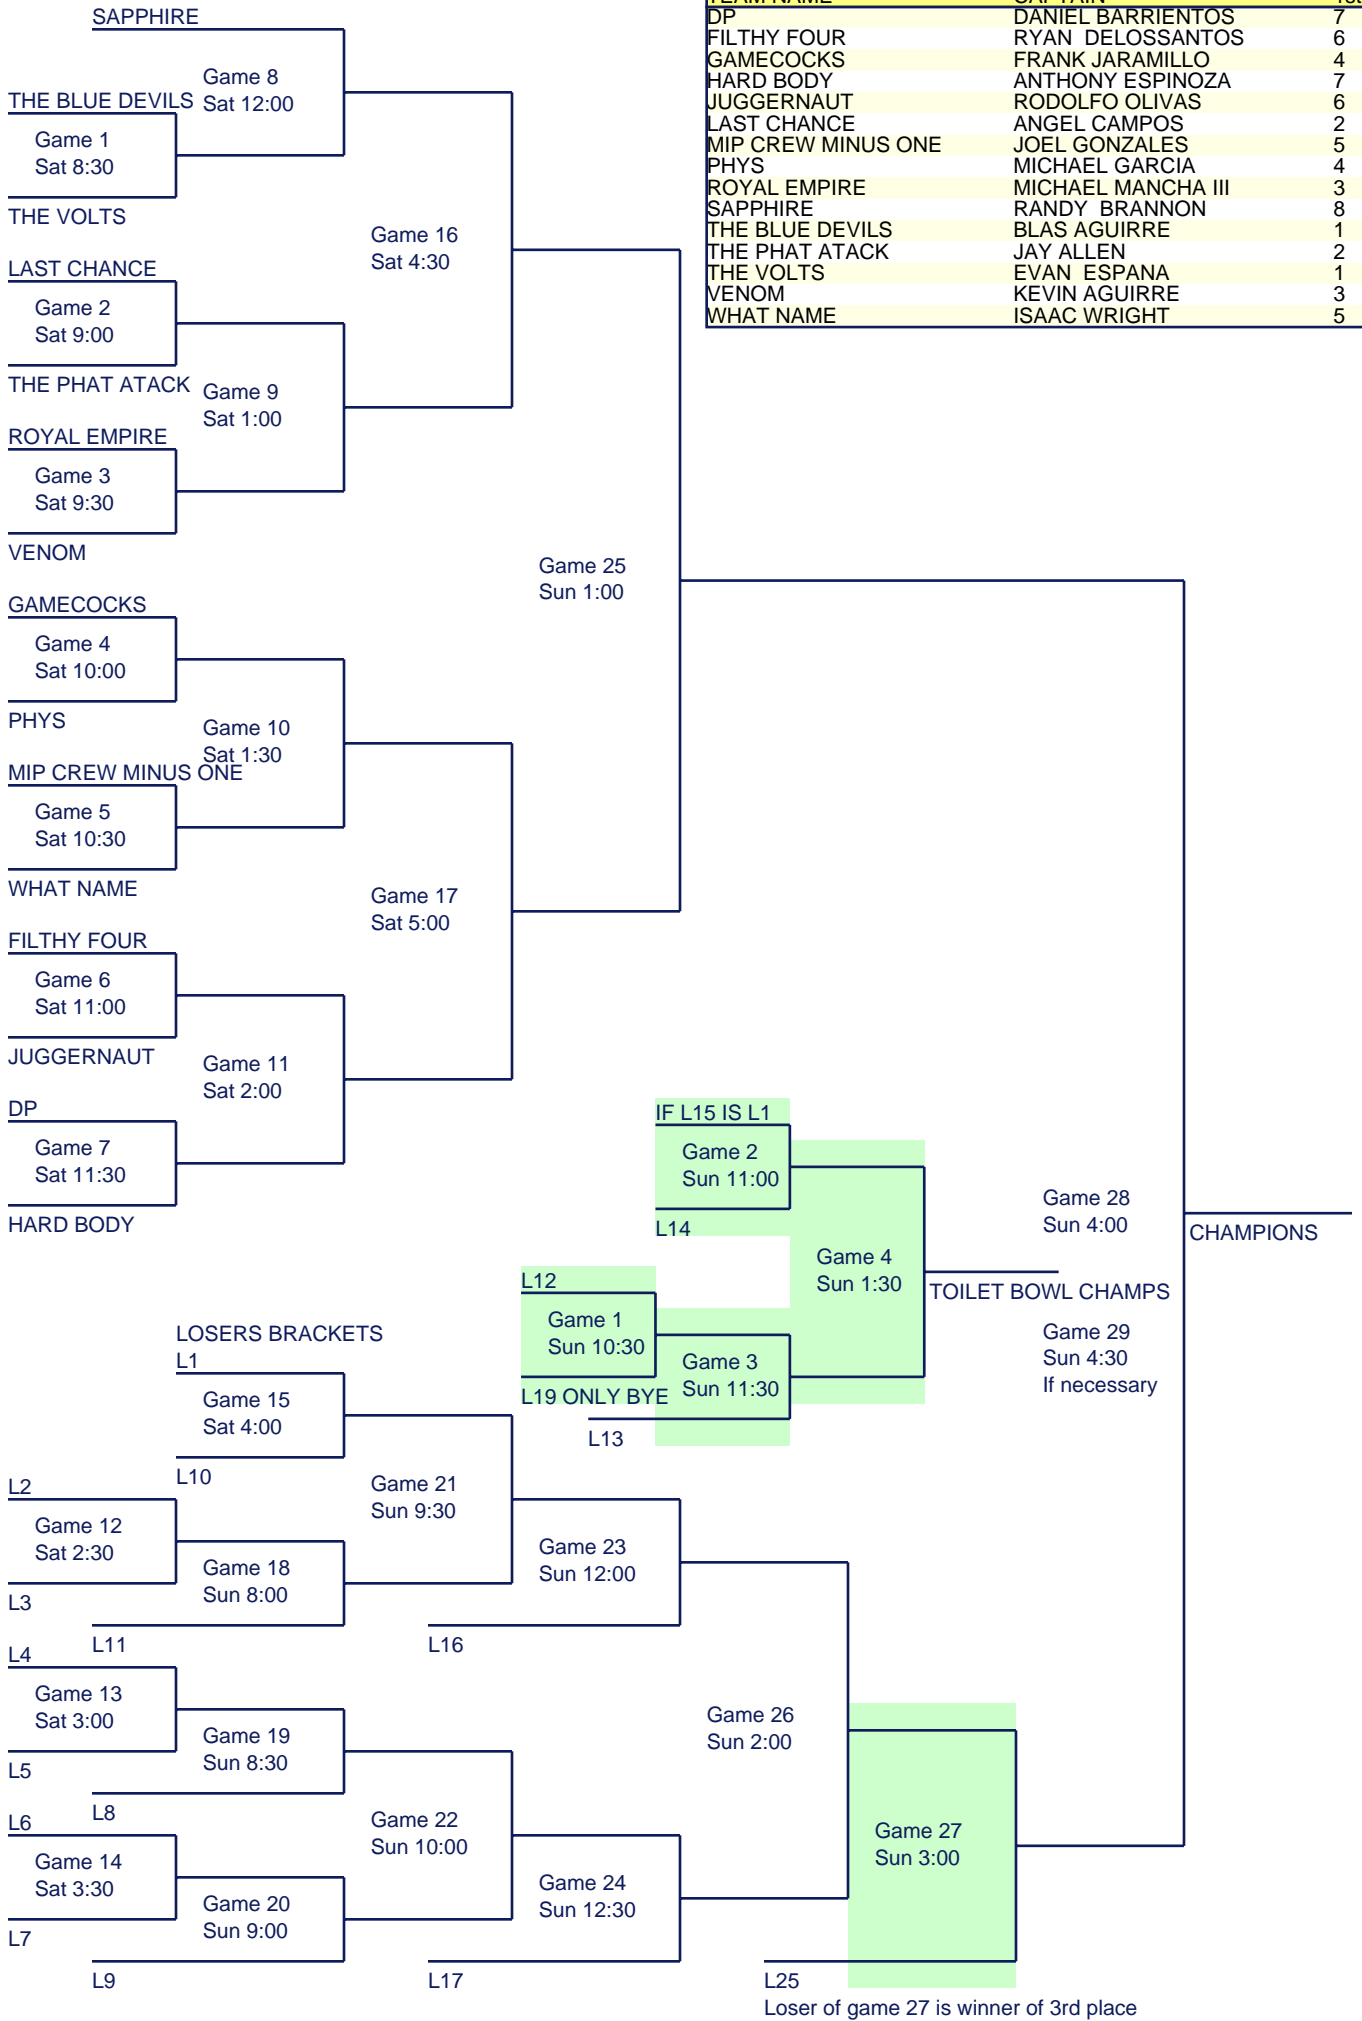 TEAM NAME CAPTAIN 1st
DP DANIEL BARRIENTOS 7
FILTHY FOUR RYAN DELOSSANTOS 6
GAMECOCKS FRANK JARAMILLO 4
HARD BODY ANTHONY ESPINOZA 7
JUGGERNAUT RODOLFO OLIVAS 6
LAST CHANCE ANGEL CAMPOS 2
MIP CREW MINUS ONE JOEL GONZALES 5
PHYS MICHAEL GARCIA 4
ROYAL EMPIRE MICHAEL MANCHA III 3
SAPPHIRE RANDY BRANNON 8
THE BLUE DEVILS BLAS AGUIRRE 1
THE PHAT ATACK JAY ALLEN 2
THE VOLTS EVAN ESPANA 1
VENOM KEVIN AGUIRRE 3
WHAT NAME ISAAC WRIGHT 5
SAPPHIRE
Game 8
Sat 12:00
THE BLUE DEVILS
Game 1
Sat 8:30
THE VOLTS
Game 16
Sat 4:30
LAST CHANCE
Game 2
Sat 9:00
THE PHAT ATACK
Game 9
Sat 1:00
ROYAL EMPIRE
Game 3
Sat 9:30
VENOM
Game 25
Sun 1:00
GAMECOCKS
Game 4
Sat 10:00
PHYS
Game 10
Sat 1:30
MIP CREW MINUS ONE
Game 5
Sat 10:30
WHAT NAME
Game 17
Sat 5:00
FILTHY FOUR
Game 6
Sat 11:00
JUGGERNAUT
Game 11
Sat 2:00
DP
Game 7
Sat 11:30
HARD BODY
IF L15 IS L1
Game 2
Sun 11:00
L14
Game 28
Sun 4:00
CHAMPIONS
Game 4
Sun 1:30
TOILET BOWL CHAMPS
L12
Game 1
Sun 10:30
L19 ONLY BYE
Game 3
Sun 11:30
L13
Game 29
Sun 4:30
If necessary
LOSERS BRACKETS
L1
Game 15
Sat 4:00
L10
Game 21
Sun 9:30
L2
Game 12
Sat 2:30
L3
Game 18
Sun 8:00
L11
Game 23
Sun 12:00
L16
L4
Game 13
Sat 3:00
L5
Game 19
Sun 8:30
L8
Game 26
Sun 2:00
L6
Game 14
Sat 3:30
L7
Game 22
Sun 10:00
Game 20
Sun 9:00
L9
Game 24
Sun 12:30
L17
Game 27
Sun 3:00
L25
Loser of game 27 is winner of 3rd place